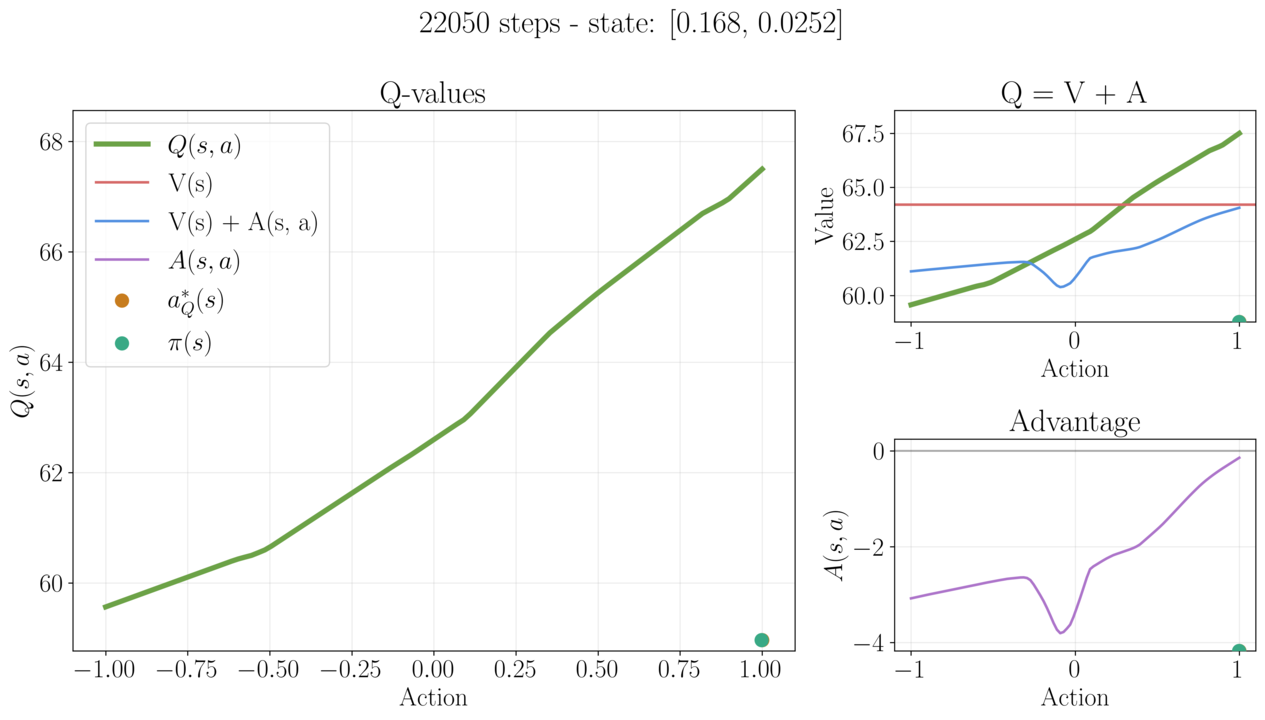 22050 steps - state: [0.168, 0.0252]
Q-values
Q(s, a)
68
66
64
62
60
Q(s, a)
V(s)
V(s) + A(s, a)
A(s, a)
a*_Q(s)
π(s)
−1.00 −0.75 −0.50 −0.25 0.00 0.25 0.50 0.75 1.00
Action
Q = V + A
Value
67.5
65.0
62.5
60.0
−1 0 1
Action
Advantage
A(s, a)
0
−2
−4
−1 0 1
Action